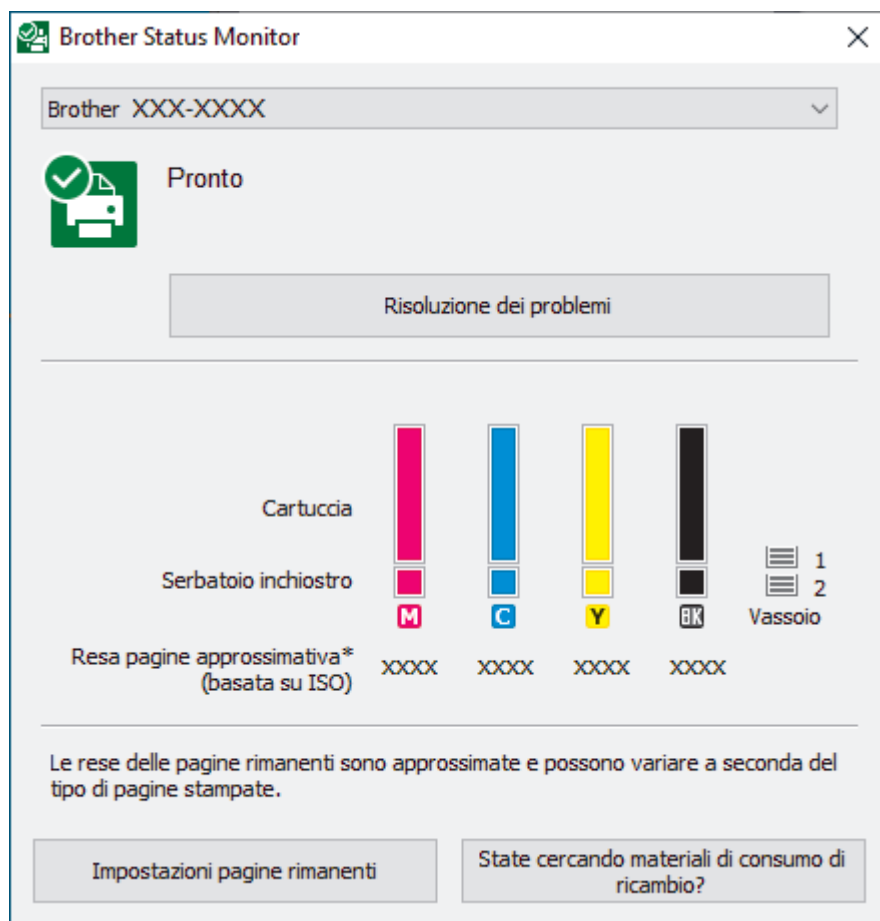 Brother Status Monitor
Brother XXX-XXXX
Pronto
Risoluzione dei problemi
Cartuccia
Serbatoio inchiostro
1
2
M C Y BK Vassoio
Resa pagine approssimativa*
(basata su ISO)
XXXX XXXX XXXX XXXX
Le rese delle pagine rimanenti sono approssimate e possono variare a seconda del
tipo di pagine stampate.
Impostazioni pagine rimanenti
State cercando materiali di consumo di
ricambio?